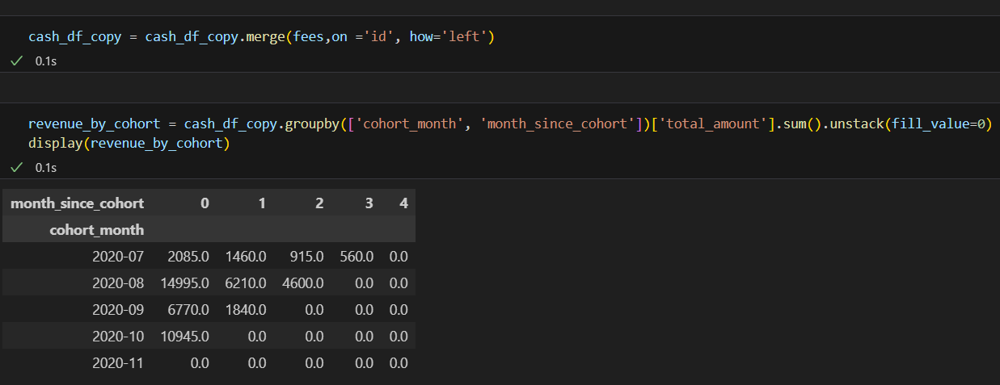 cash_df_copy = cash_df_copy.merge(fees,on ='id', how='left')
0.1s
revenue_by_cohort = cash_df_copy.groupby(['cohort_month', 'month_since_cohort'])['total_amount'].sum().unstack(fill_value=0)
display(revenue_by_cohort)
0.1s
month_since_cohort 0 1 2 3 4
cohort_month
2020-07 2085.0 1460.0 915.0 560.0 0.0
2020-08 14995.0 6210.0 4600.0 0.0 0.0
2020-09 6770.0 1840.0 0.0 0.0 0.0
2020-10 10945.0 0.0 0.0 0.0 0.0
2020-11 0.0 0.0 0.0 0.0 0.0